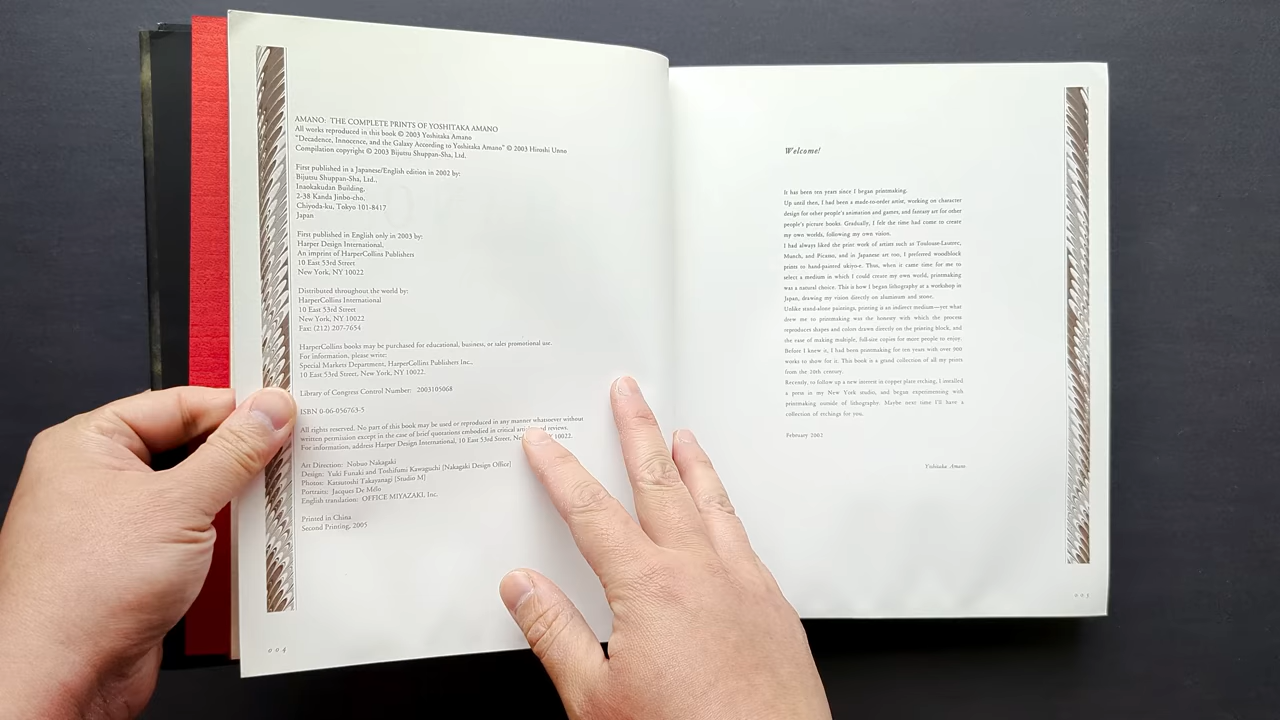 AMANO: THE COMPLETE PRINTS OF YOSHITAKA AMANO
All works reproduced in this book © 2003 Yoshitaka Amano
"Decadence, Innocence, and the Galaxy According to Yoshitaka Amano" © 2003 Hiroshi Unno
Compilation copyright © 2003 Bijutsu Shuppan-Sha, Ltd.
First published in a Japanese/English edition in 2002 by:
Bijutsu Shuppan-Sha, Ltd.,
Inaokakudan Building,
2-38 Kanda Jinbo-cho,
Chiyoda-ku, Tokyo 101-8417
Japan
First published in English only in 2003 by:
Harper Design International,
An imprint of HarperCollins Publishers
10 East 53rd Street
New York, NY 10022
Distributed throughout the world by:
HarperCollins International
10 East 53rd Street
New York, NY.10022
Fax: (212) 207-7654
HarperCollins books may be purchased for educational, business, or sales promotional use.
For information, please write:
Special Markets Department, HarperCollins Publishers Inc.,
10 East 53rd Street, New York, NY 10022.
Library of Congress Control Number: 2003105068
ISBN 0-06-056763-5
All rights reserved. No part of this book may be used or reproduced in any manner whatsoever without
written permission except in the case of brief quotations embodied in critical reviews.
For information, address Harper Design International, 10 East 53rd Street, 10022.
Art Direction: Nobuo Nakagaki
Design: Yuki Funaki and Toshifumi Kawaguchi [Nakagaki Design Office]
Photos: Katsutoshi Takayanagi [Studio M]
Portraits: Jacques De Melo
English translation: OFFICE MIYAZAKI, Inc.
Printed in China
Second Printing, 2005
004
Welcome!
It has been ten years since I began printmaking.
Up until then, I had been a made-to-order artist, working on character
design for other people's animation and games, and fantasy art for other
people's picture books. Gradually, I felt the time had come to create
my own worlds, following my own vision.
I had always liked the print work of artists such as Toulouse-Lautrec,
Munch, and Picasso, and in Japanese art too, I preferred woodblock
prints to hand-painted ukiyo-e. Thus, when it came time for me to
select a medium in which I could create my own world, printmaking
was a natural choice. This is how I began lithography at a workshop in
Japan, drawing my vision directly on aluminum and stone.
Unlike stand-alone paintings, printing is an indirect medium—yet what
drew me to printmaking was the honesty with which the process
reproduces shapes and colors drawn directly on the printing block, and
the ease of making multiple, full-size copies for more people to enjoy.
Before I knew it, I had been printmaking for ten years with over 900
works to show for it. This book is a grand collection of all my prints
from the 20th century.
Recently, to follow up a new interest in copper plate etching, I installed
a press in my New York studio, and began experimenting with
printmaking outside of lithography. Maybe next time I'll have a
collection of etchings for you.
February 2002
Yoshitaka Amano
005